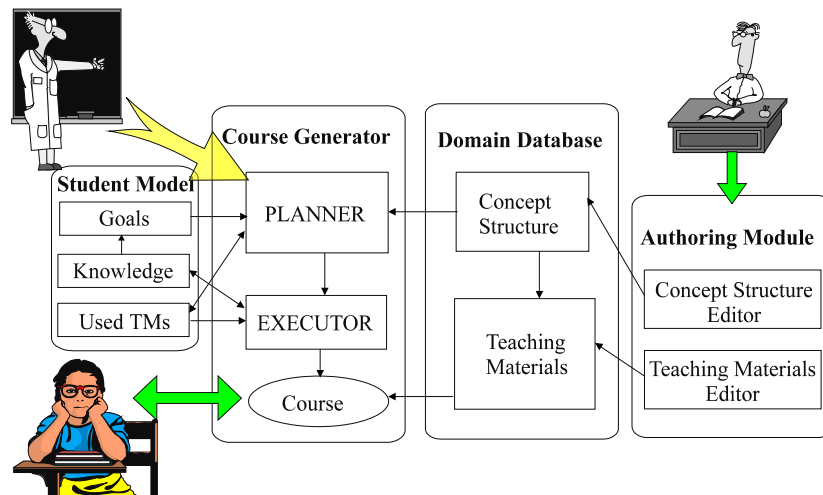 Student Model
Goals
Knowledge
Used TMs
Course Generator
PLANNER
EXECUTOR
Course
Domain Database
Concept
Structure
Teaching
Materials
Authoring Module
Concept Structure
Editor
Teaching Materials
Editor